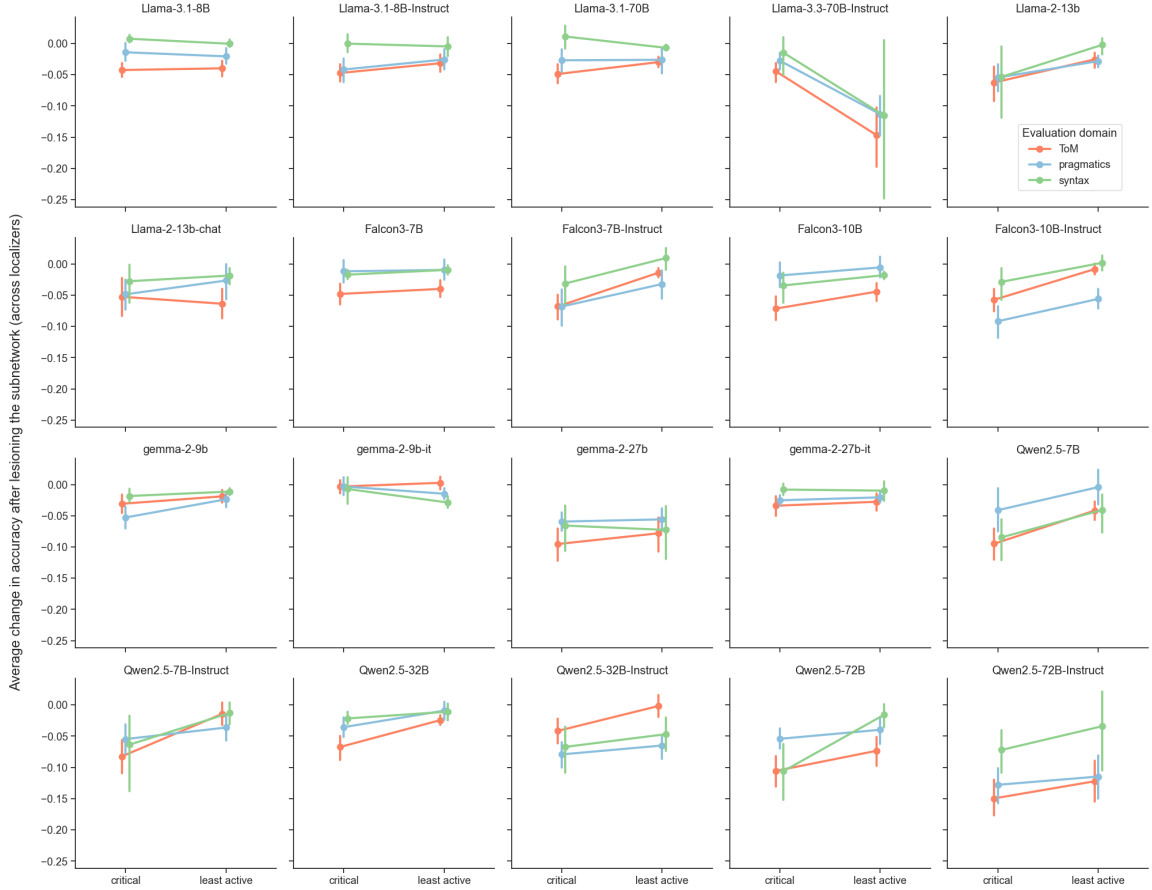 Average change in accuracy after lesioning the subnetwork (across localizers)
Llama-3.1-8B
Llama-3.1-8B-Instruct
Llama-3.1-70B
Llama-3.3-70B-Instruct
Llama-2-13b
0.00
−0.05
−0.10
−0.15
−0.20
−0.25
Evaluation domain
ToM
pragmatics
syntax
Llama-2-13b-chat
Falcon3-7B
Falcon3-7B-Instruct
Falcon3-10B
Falcon3-10B-Instruct
0.00
−0.05
−0.10
−0.15
−0.20
−0.25
gemma-2-9b
gemma-2-9b-it
gemma-2-27b
gemma-2-27b-it
Qwen2.5-7B
0.00
−0.05
−0.10
−0.15
−0.20
−0.25
Qwen2.5-7B-Instruct
Qwen2.5-32B
Qwen2.5-32B-Instruct
Qwen2.5-72B
Qwen2.5-72B-Instruct
0.00
−0.05
−0.10
−0.15
−0.20
−0.25
critical
least active
critical
least active
critical
least active
critical
least active
critical
least active